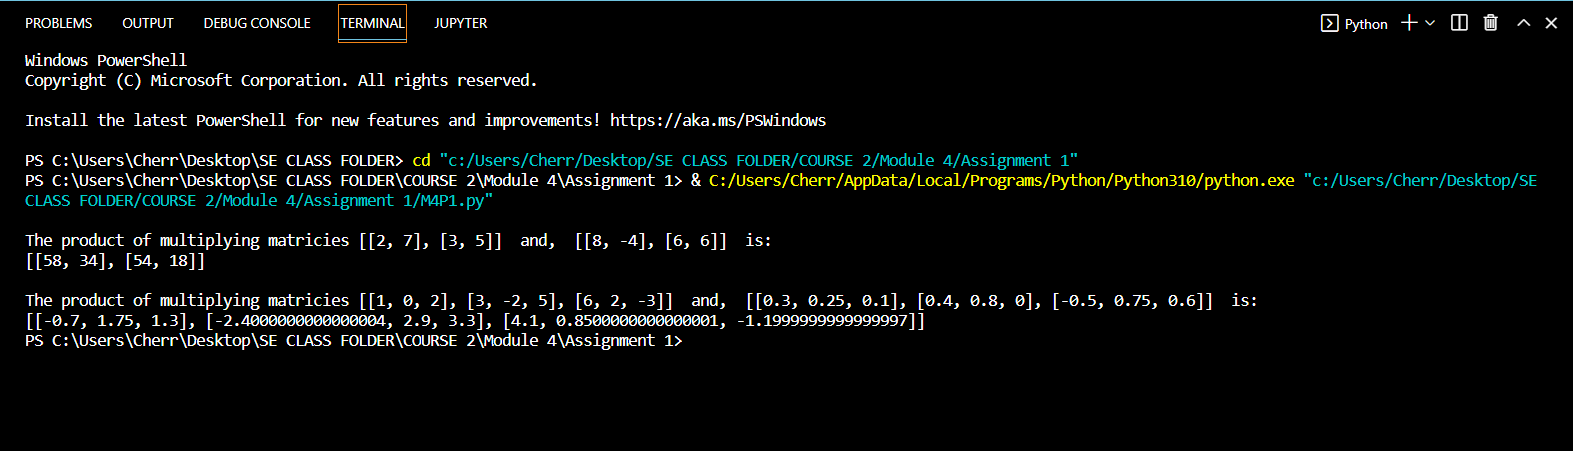 PROBLEMS OUTPUT DEBUG CONSOLE TERMINAL JUPYTER Python
Windows PowerShell
Copyright (C) Microsoft Corporation. All rights reserved.
Install the latest PowerShell for new features and improvements! https://aka.ms/PSWindows
PS C:\Users\Cherr\Desktop\SE CLASS FOLDER> cd "c:/Users/Cherr/Desktop/SE CLASS FOLDER/COURSE 2/Module 4/Assignment 1"
PS C:\Users\Cherr\Desktop\SE CLASS FOLDER\COURSE 2\Module 4\Assignment 1> & C:/Users/Cherr/AppData/Local/Programs/Python/Python310/python.exe "c:/Users/Cherr/Desktop/SE
CLASS FOLDER/COURSE 2/Module 4/Assignment 1/M4P1.py"
The product of multiplying matricies [[2, 7], [3, 5]]  and,  [[8, -4], [6, 6]]  is:
[[58, 34], [54, 18]]
The product of multiplying matricies [[1, 0, 2], [3, -2, 5], [6, 2, -3]]  and,  [[0.3, 0.25, 0.1], [0.4, 0.8, 0], [-0.5, 0.75, 0.6]]  is:
[[-0.7, 1.75, 1.3], [-2.4000000000000004, 2.9, 3.3], [4.1, 0.8500000000000001, -1.1999999999999997]]
PS C:\Users\Cherr\Desktop\SE CLASS FOLDER\COURSE 2\Module 4\Assignment 1>